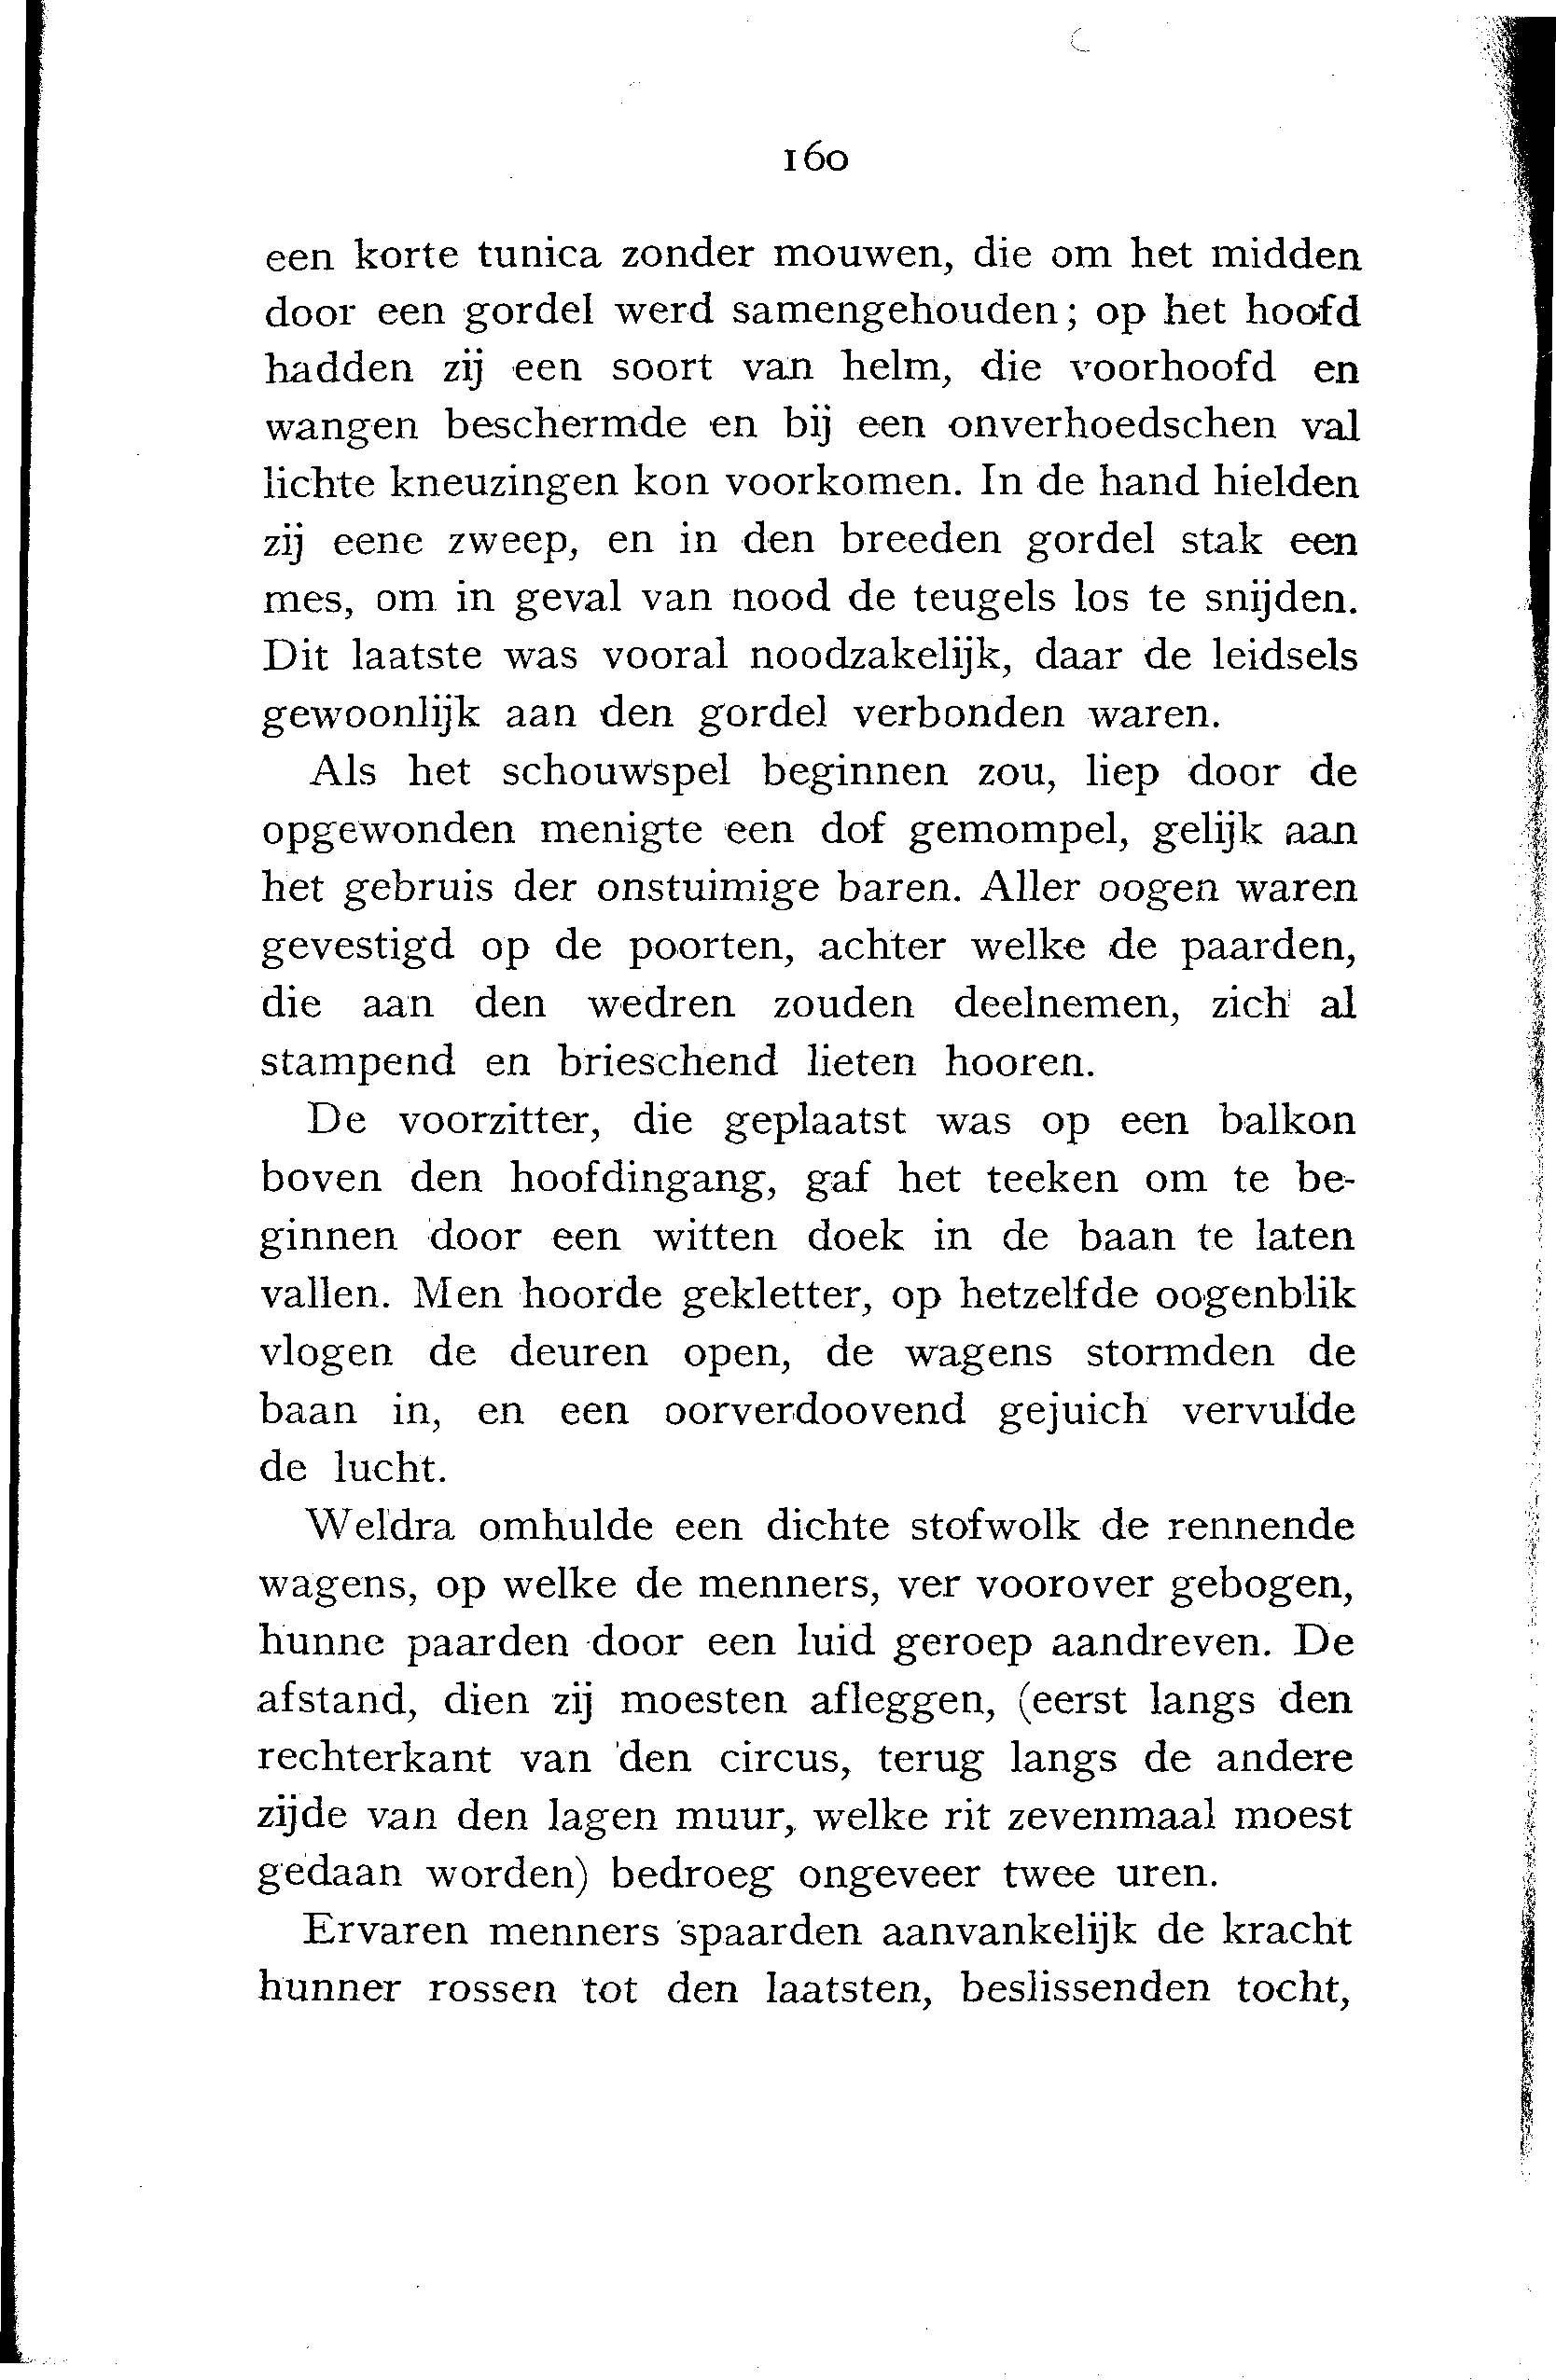 160
een korte tunica zonder mouwen, die om het midden
door een gordel werd samengehouden; op het hoofd
hadden zij een soort van helm, die voorhoofd en
wangen beschermde en bij een onverhoedschen val
lichte kneuzingen kon voorkomen. In de hand hielden
zij eene zweep, en in den breeden gordel stak een
mes, om in geval van nood de teugels los te snijden.
Dit laatste was vooral noodzakelijk, daar de leidsels
gewoonlijk aan den gordel verbonden waren.
Als het schouwspel beginnen zou, liep door de
opgewonden menigte een dof gemompel, gelijk aan
het gebruis der onstuimige baren. Aller oogen waren
gevestigd op de poorten, achter welke de paarden,
die aan den wedren zouden deelnemen, zich al
stampend en brieschend lieten hooren.
De voorzitter, die geplaatst was op een balkon
boven den hoofdingang, gaf het teeken om te be-
ginnen door een witten doek in de baan te laten
vallen. Men hoorde gekletter, op hetzelfde oogenblik
vlogen de deuren open, de wagens stormden de
baan in, en een oorverdoovend gejuich vervulde
de lucht.
Weldra omhulde een dichte stofwolk de rennende
wagens, op welke de menners, ver voorover gebogen,
hunne paarden door een luid geroep aandreven. De
afstand, dien zij moesten afleggen, (eerst langs den
rechterkant van den circus, terug langs de andere
zijde van den lagen muur, welke rit zevenmaal moest
gedaan worden) bedroeg ongeveer twee uren.
Ervaren menners spaarden aanvankelijk de kracht
hunner rossen tot den laatsten, beslissenden tocht,